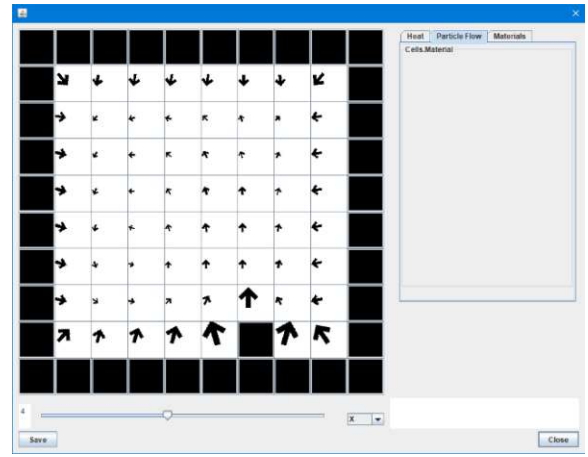 Heat Particle Flow Materials
Cells.Material
4
X
Save
Close